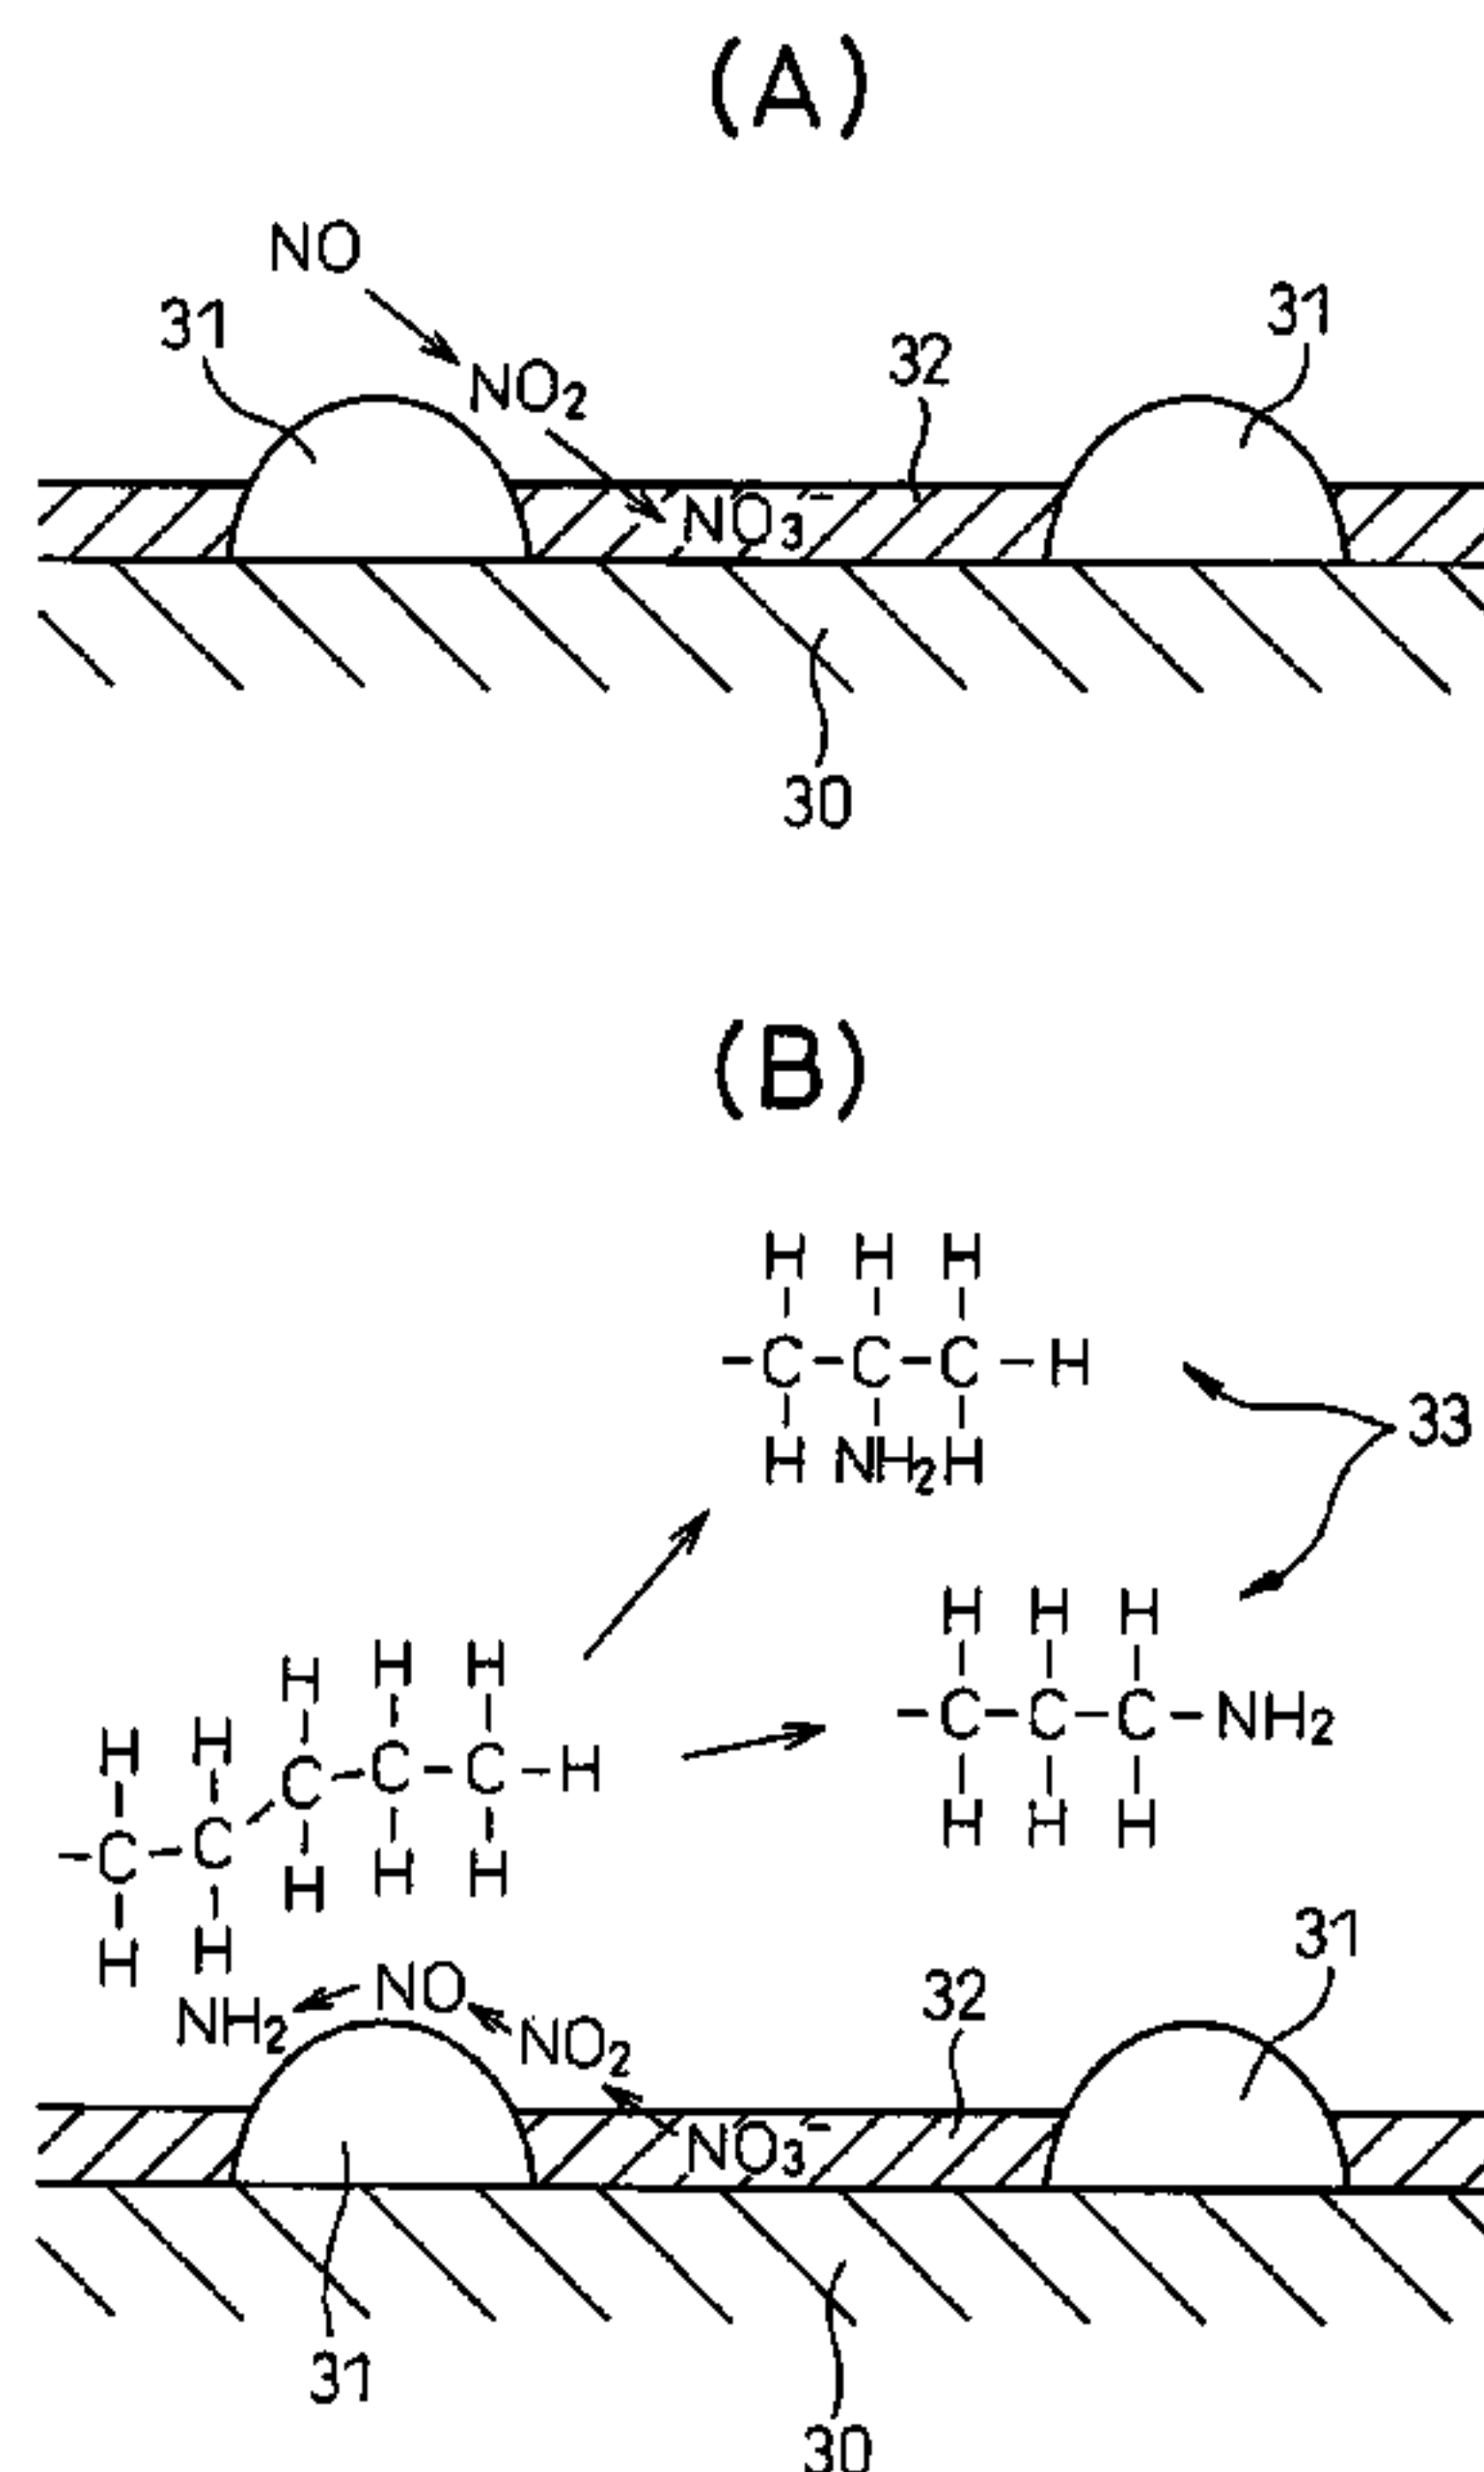 (A)
NO
31
31
NO₂
32
NO₃⁻
30
(B)
H H H
-C-C-C-H
H NH₂ H
33
H H H
-C-C-C-NH₂
H H H
H H H H H
-C-C-C-C-C-H
H H H H H
31
NO
32
NH₂
NO₂
NO₃⁻
31
30